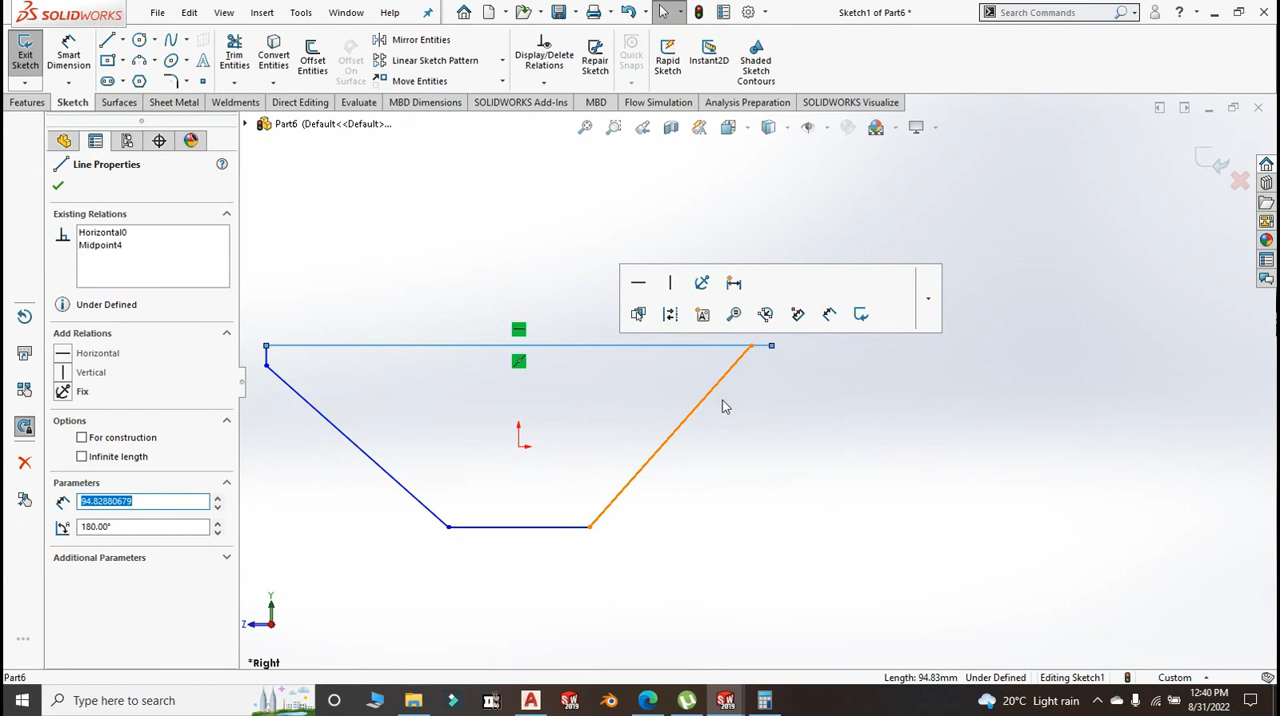 SOLIDWORKS File Edit View Insert Tools Window Sketch1 of Part6 * Search Commands ?
Exit Sketch Smart Dimension Trim Entities Convert Entities Offset Entities Offset On Surface Mirror Entities Display/Delete Relations Repair Sketch Quick Snaps Rapid Sketch Instant2D Shaded Sketch Contours
Linear Sketch Pattern
Move Entities
Features Sketch Surfaces Sheet Metal Weldments Direct Editing Evaluate MBD Dimensions SOLIDWORKS Add-Ins MBD Flow Simulation Analysis Preparation SOLIDWORKS Visualize
Part6 (Default<<Default>...
Line Properties
Existing Relations
Horizontal0
Midpoint4
Under Defined
Add Relations
Horizontal
Vertical
Fix
Options
For construction
Infinite length
Parameters
94.82880679
180.00°
Additional Parameters
Y
Z
*Right
Part6 Length: 94.83mm Under Defined Editing Sketch1 Custom
Type here to search 20°C Light rain 12:40 PM
8/31/2022